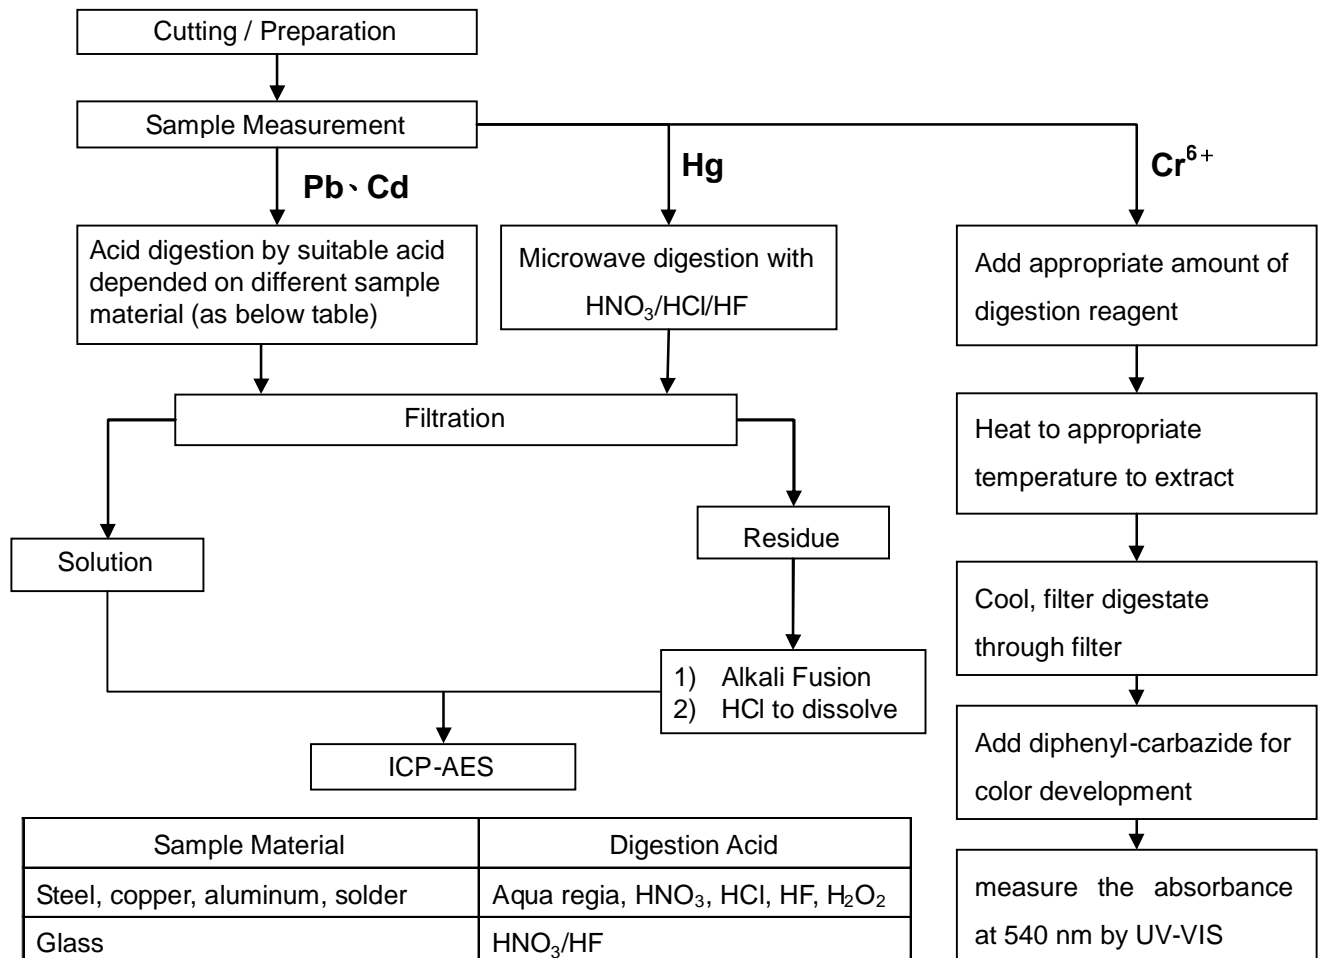 Cutting / Preparation
Sample Measurement
Pb、Cd
Hg
Cr⁶⁺
Acid digestion by suitable acid
depended on different sample
material (as below table)
Microwave digestion with
HNO₃/HCl/HF
Add appropriate amount of
digestion reagent
Filtration
Heat to appropriate
temperature to extract
Solution
Residue
Cool, filter digestate
through filter
1) Alkali Fusion
2) HCl to dissolve
ICP-AES
Add diphenyl-carbazide for
color development
Sample Material Digestion Acid
Steel, copper, aluminum, solder Aqua regia, HNO₃, HCl, HF, H₂O₂
Glass HNO₃/HF
measure the absorbance
at 540 nm by UV-VIS